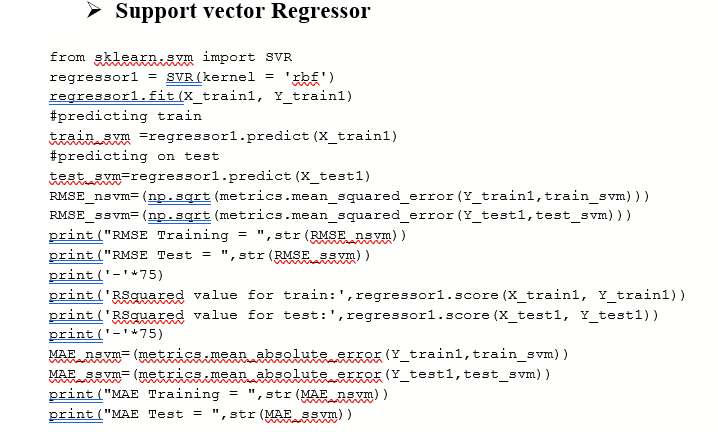 ➢ Support vector Regressor
from sklearn.svm import SVR
regressor1 = SVR(kernel = 'rbf')
regressor1.fit(X_train1, Y_train1)
#predicting train
train_svm =regressor1.predict(X_train1)
#predicting on test
test_svm=regressor1.predict(X_test1)
RMSE_nsvm=(np.sqrt(metrics.mean_squared_error(Y_train1,train_svm)))
RMSE_ssvm=(np.sqrt(metrics.mean_squared_error(Y_test1,test_svm)))
print("RMSE Training = ",str(RMSE_nsvm))
print("RMSE Test = ",str(RMSE_ssvm))
print('-'*75)
print('RSquared value for train:',regressor1.score(X_train1, Y_train1))
print('RSquared value for test:',regressor1.score(X_test1, Y_test1))
print('-'*75)
MAE_nsvm=(metrics.mean_absolute_error(Y_train1,train_svm))
MAE_ssvm=(metrics.mean_absolute_error(Y_test1,test_svm))
print("MAE Training = ",str(MAE_nsvm))
print("MAE Test = ",str(MAE_ssvm))